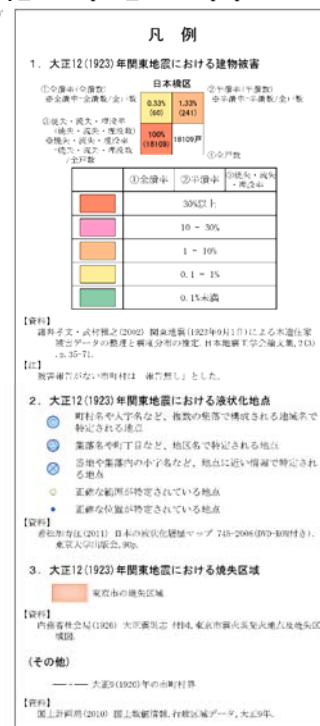 凡 例
1. 大正12(1923)年関東地震における建物被害
日本橋区
①全潰率(全潰数)
※全潰率=全潰数/全戸数
②半潰率(半潰数)
※半潰率=半潰数/全戸数
0.33%
(60)
1.33%
(241)
③焼失・流失・埋没率
(焼失・流失・埋没数)
※焼失・流失・埋没率
=焼失・流失・埋没数
/全戸数
100%
(18109)
18109戸
④全戸数
①全潰率 ②半潰率 ③焼失・流失
・埋没率
30%以上
10 - 30%
1 - 10%
0.1 - 1%
0.1%未満
【資料】
諸井孝文・武村雅之(2002) 関東地震(1923年9月1日)による木造住家
被害データの整理と震度分布の推定. 日本地震工学会論文集, 2(3)
,p.35-71.
【注】
被害報告がない市町村は「報告無し」とした。
2. 大正12(1923)年関東地震における液状化地点
町村名や大字名など、複数の集落で構成される地域名で
特定される地点
集落名や町丁目など、地区名で特定される地点
番地や集落内の小字名など、地点に近い情報で特定され
る地点
正確な範囲が特定されている地点
正確な位置が特定されている地点
【資料】
若松加寿江(2011) 日本の液状化履歴マップ 745-2008(DVD-ROM付き).
東京大学出版会, 90p.
3. 大正12(1923)年関東地震における焼失区域
東京市の焼失区域
【資料】
内務省社会局(1926) 大正震災志 付図. 東京市震火災発火地点及焼失区
域図.
(その他)
大正9(1920)年の市町村界
【資料】
国土計画局(2010) 国土数値情報. 行政区域データ, 大正9年.